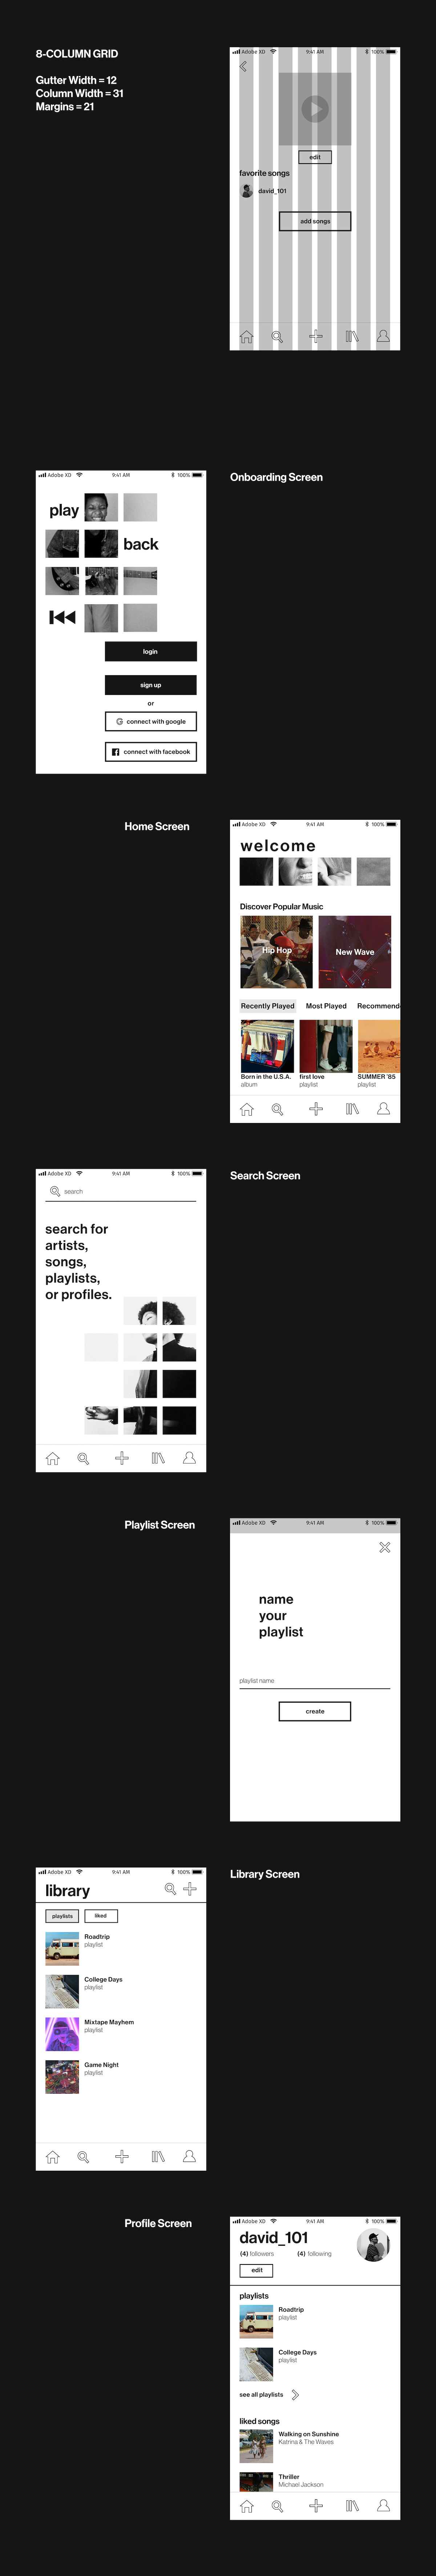 8-COLUMN GRID
Gutter Width = 12
Column Width = 31
Margins = 21
Adobe XD 9:41 AM 100%
edit
favorite songs
david_101
add songs
Onboarding Screen
Adobe XD 9:41 AM 100%
play
back
login
sign up
or
G connect with google
f connect with facebook
Home Screen
Adobe XD 9:41 AM 100%
welcome
Discover Popular Music
Hip Hop New Wave
Recently Played Most Played Recommend
Born in the U.S.A. first love SUMMER '85
album playlist playlist
Search Screen
Adobe XD 9:41 AM 100%
search
search for
artists,
songs,
playlists,
or profiles.
Playlist Screen
Adobe XD 9:41 AM 100%
name
your
playlist
playlist name
create
Library Screen
Adobe XD 9:41 AM 100%
library
playlists liked
Roadtrip
playlist
College Days
playlist
Mixtape Mayhem
playlist
Game Night
playlist
Profile Screen
Adobe XD 9:41 AM 100%
david_101
(4) followers (4) following
edit
playlists
Roadtrip
playlist
College Days
playlist
see all playlists
liked songs
Walking on Sunshine
Katrina & The Waves
Thriller
Michael Jackson